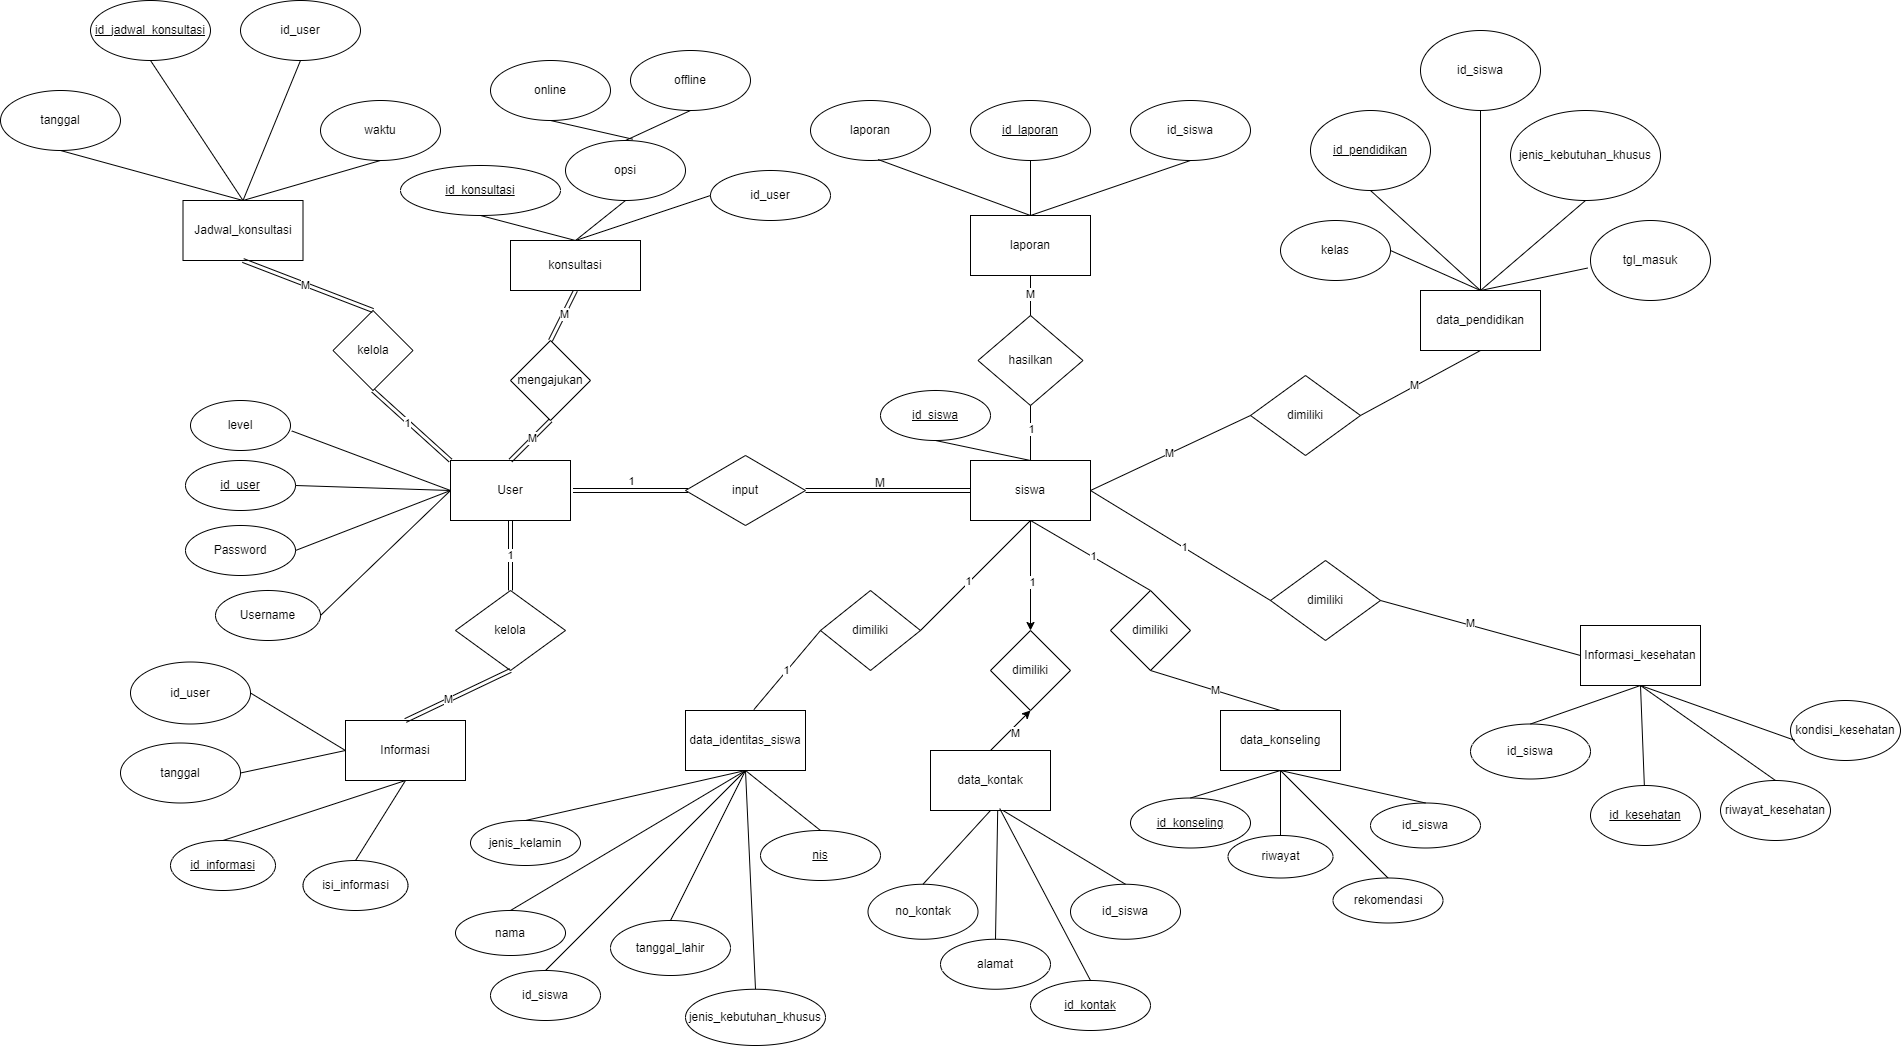 id_jadwal_konsultasi
id_user
tanggal
waktu
Jadwal_konsultasi
M
kelola
1
online
offline
opsi
id_konsultasi
id_user
konsultasi
M
mengajukan
M
laporan
id_laporan
id_siswa
laporan
M
hasilkan
1
id_siswa
id_siswa
id_pendidikan
jenis_kebutuhan_khusus
kelas
tgl_masuk
data_pendidikan
M
dimiliki
M
level
id_user
Password
Username
User
1
input
M
siswa
1
kelola
M
id_user
tanggal
Informasi
id_informasi
isi_informasi
1
dimiliki
1
data_identitas_siswa
jenis_kelamin
nis
nama
tanggal_lahir
id_siswa
jenis_kebutuhan_khusus
1
dimiliki
M
data_kontak
no_kontak
id_siswa
alamat
id_kontak
1
dimiliki
M
data_konseling
id_konseling
id_siswa
riwayat
rekomendasi
1
dimiliki
M
Informasi_kesehatan
kondisi_kesehatan
id_siswa
riwayat_kesehatan
id_kesehatan